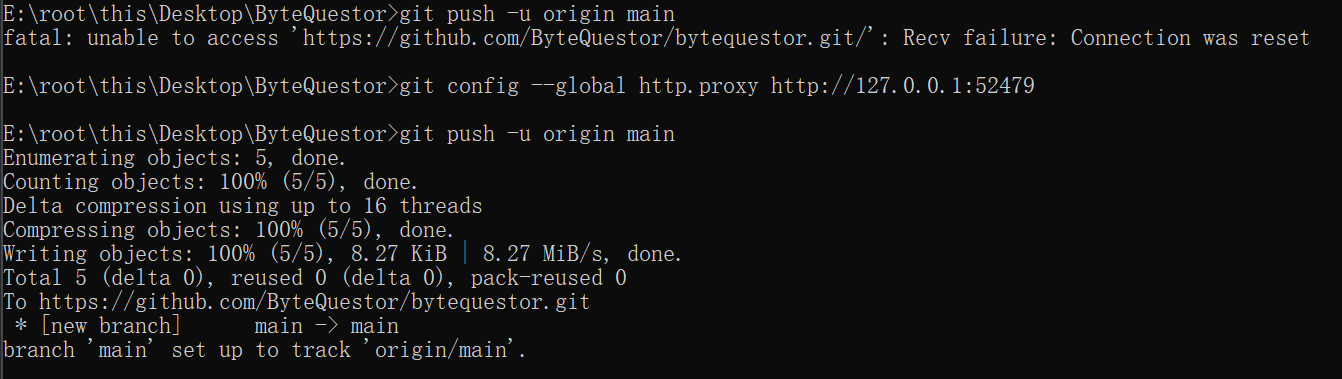 E:\root\this\Desktop\ByteQuestor>git push -u origin main
fatal: unable to access 'https://github.com/ByteQuestor/bytequestor.git/': Recv failure: Connection was reset
E:\root\this\Desktop\ByteQuestor>git config --global http.proxy http://127.0.0.1:52479
E:\root\this\Desktop\ByteQuestor>git push -u origin main
Enumerating objects: 5, done.
Counting objects: 100% (5/5), done.
Delta compression using up to 16 threads
Compressing objects: 100% (5/5), done.
Writing objects: 100% (5/5), 8.27 KiB | 8.27 MiB/s, done.
Total 5 (delta 0), reused 0 (delta 0), pack-reused 0
To https://github.com/ByteQuestor/bytequestor.git
 * [new branch]      main -> main
branch 'main' set up to track 'origin/main'.